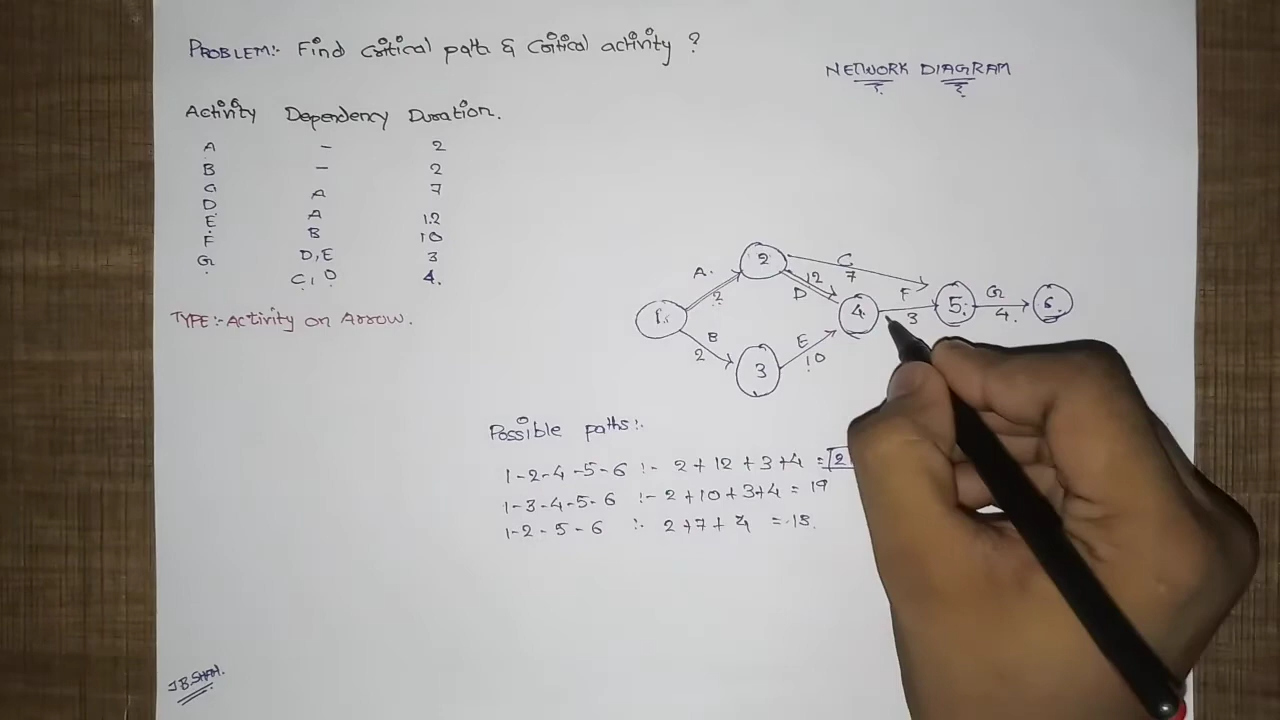 PROBLEM:- Find critical path & critical activity ?
NETWORK DIAGRAM
Activity Dependency Duration.
A - 2
B - 2
C A 7
D A 12
E B 10
F D,E 3
G C, D 4.
TYPE:- Activity on Arrow.
1 2 3 4 5 6
A 2
B 2
C 7
D 12
E 10
F 3
G 4.
Possible paths:-
1-2-4-5-6 :- 2+12+3+4 = 2
1-3-4-5-6 :- 2+10+3+4 = 19
1-2-5-6 :- 2+7+4 = 13.
J.B.SHAH.